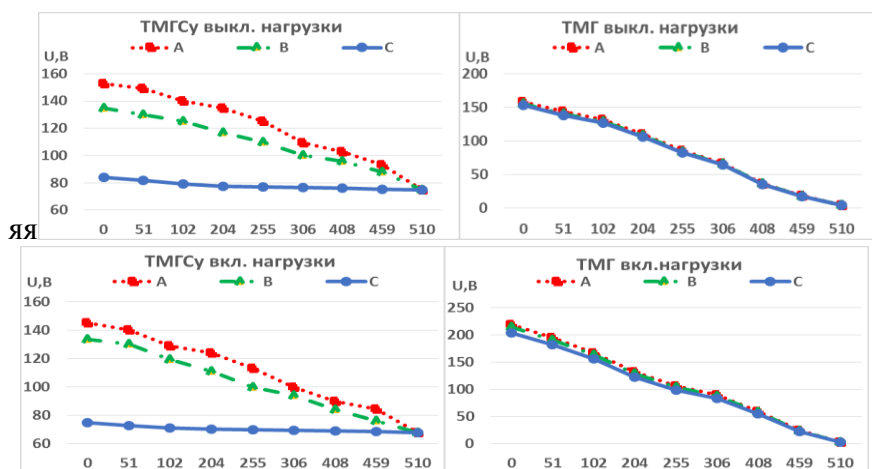 ТМГСу выкл. нагрузки
U,В
A B C
160
140
120
100
80
60
0 51 102 204 255 306 408 459 510
ТМГ выкл. нагрузки
U,В
A B C
200
150
100
50
0
0 51 102 204 255 306 408 459 510
яя
ТМГСу вкл. нагрузки
U,В
A B C
160
140
120
100
80
60
0 51 102 204 255 306 408 459 510
ТМГ вкл.нагрузки
U,В
A B C
250
200
150
100
50
0
0 51 102 204 255 306 408 459 510